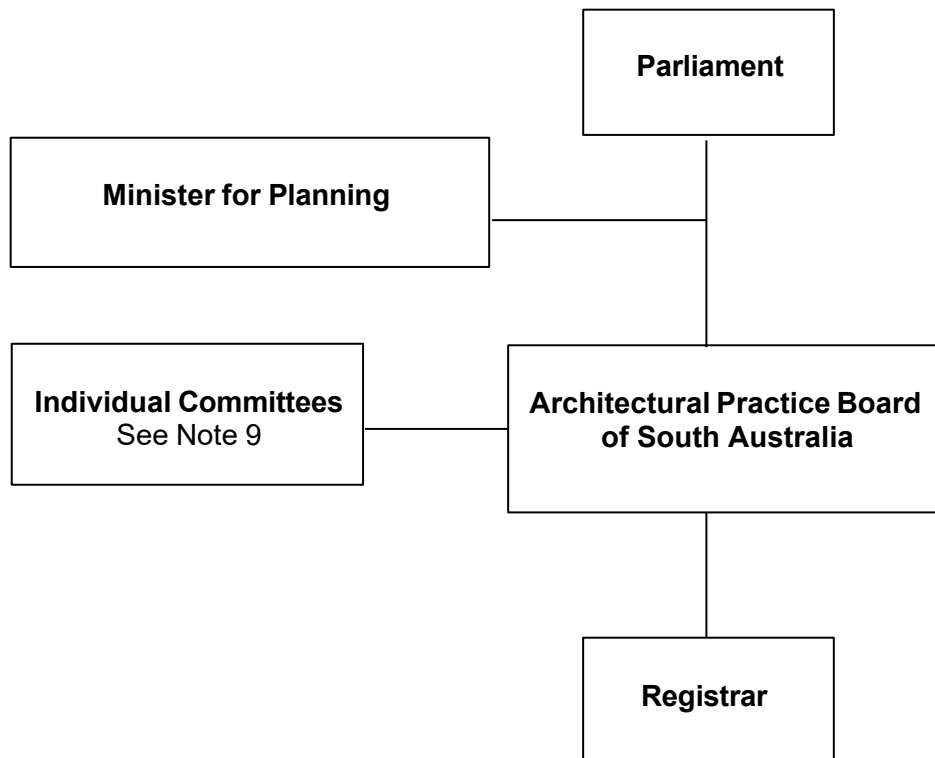 Parliament
Minister for Planning
Individual Committees
See Note 9
Architectural Practice Board
of South Australia
Registrar